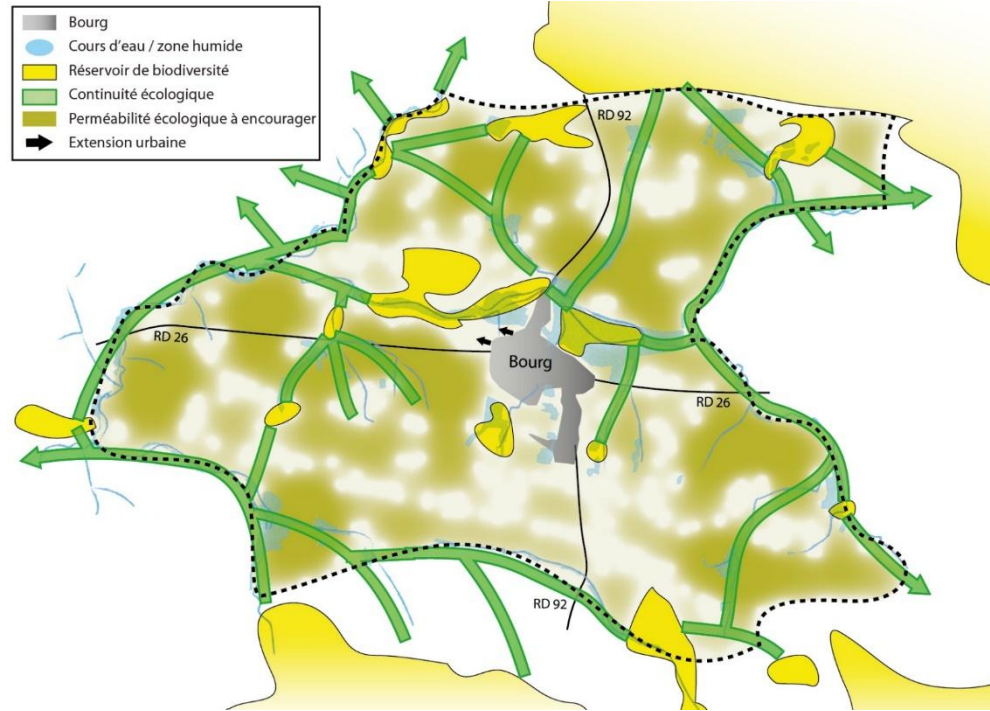 Bourg
Cours d'eau / zone humide
Réservoir de biodiversité
Continuité écologique
Perméabilité écologique à encourager
Extension urbaine
RD 92
RD 26
Bourg
RD 26
RD 92